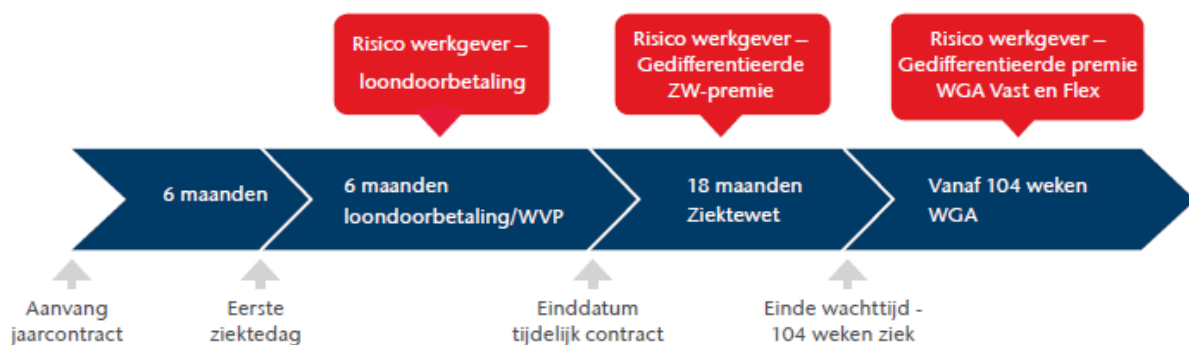 Risico werkgever –
loondoorbetaling
Risico werkgever –
Gedifferentieerde
ZW-premie
Risico werkgever –
Gedifferentieerde premie
WGA Vast en Flex
6 maanden
6 maanden
loondoorbetaling/WVP
18 maanden
Ziektewet
Vanaf 104 weken
WGA
Aanvang
jaarcontract
Eerste
ziektedag
Einddatum
tijdelijk contract
Einde wachttijd -
104 weken ziek